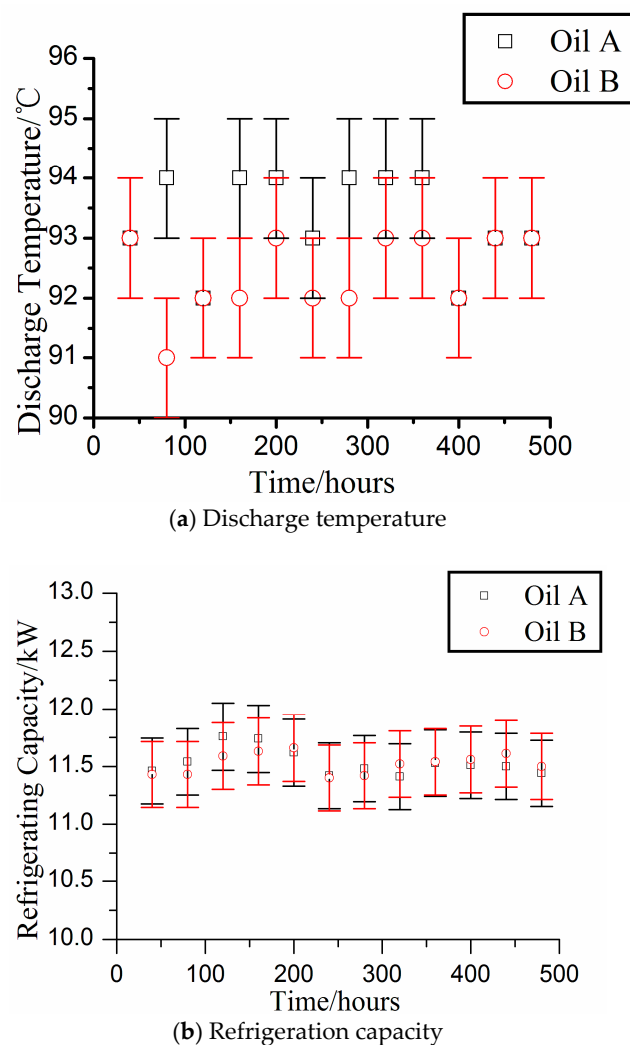 Oil A
Oil B
96
95
94
93
92
91
90
Discharge Temperature/℃
0 100 200 300 400 500
Time/hours
(a) Discharge temperature
Oil A
Oil B
13.0
12.5
12.0
11.5
11.0
10.5
10.0
Refrigerating Capacity/kW
0 100 200 300 400 500
Time/hours
(b) Refrigeration capacity